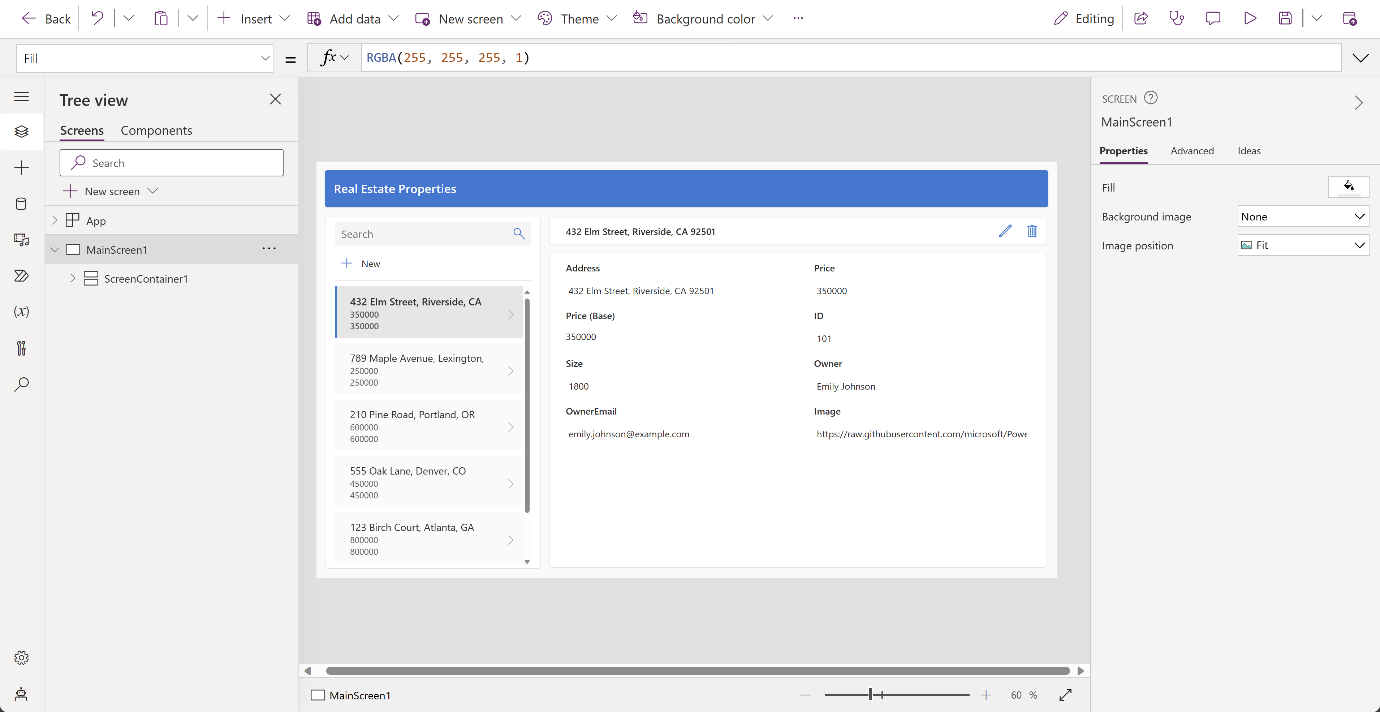 Back Insert Add data New screen Theme Background color ... Editing
Fill = fx RGBA(255, 255, 255, 1)
Tree view
Screens Components
Search
New screen
App
MainScreen1 ...
ScreenContainer1
Real Estate Properties
Search
New
432 Elm Street, Riverside, CA
350000
350000
789 Maple Avenue, Lexington,
250000
250000
210 Pine Road, Portland, OR
600000
600000
555 Oak Lane, Denver, CO
450000
450000
123 Birch Court, Atlanta, GA
800000
800000
432 Elm Street, Riverside, CA 92501
Address Price
432 Elm Street, Riverside, CA 92501 350000
Price (Base) ID
350000 101
Size Owner
1800 Emily Johnson
OwnerEmail Image
emily.johnson@example.com https://raw.githubusercontent.com/microsoft/Powe
MainScreen1 60 %
SCREEN
MainScreen1
Properties Advanced Ideas
Fill
Background image None
Image position Fit
(x)